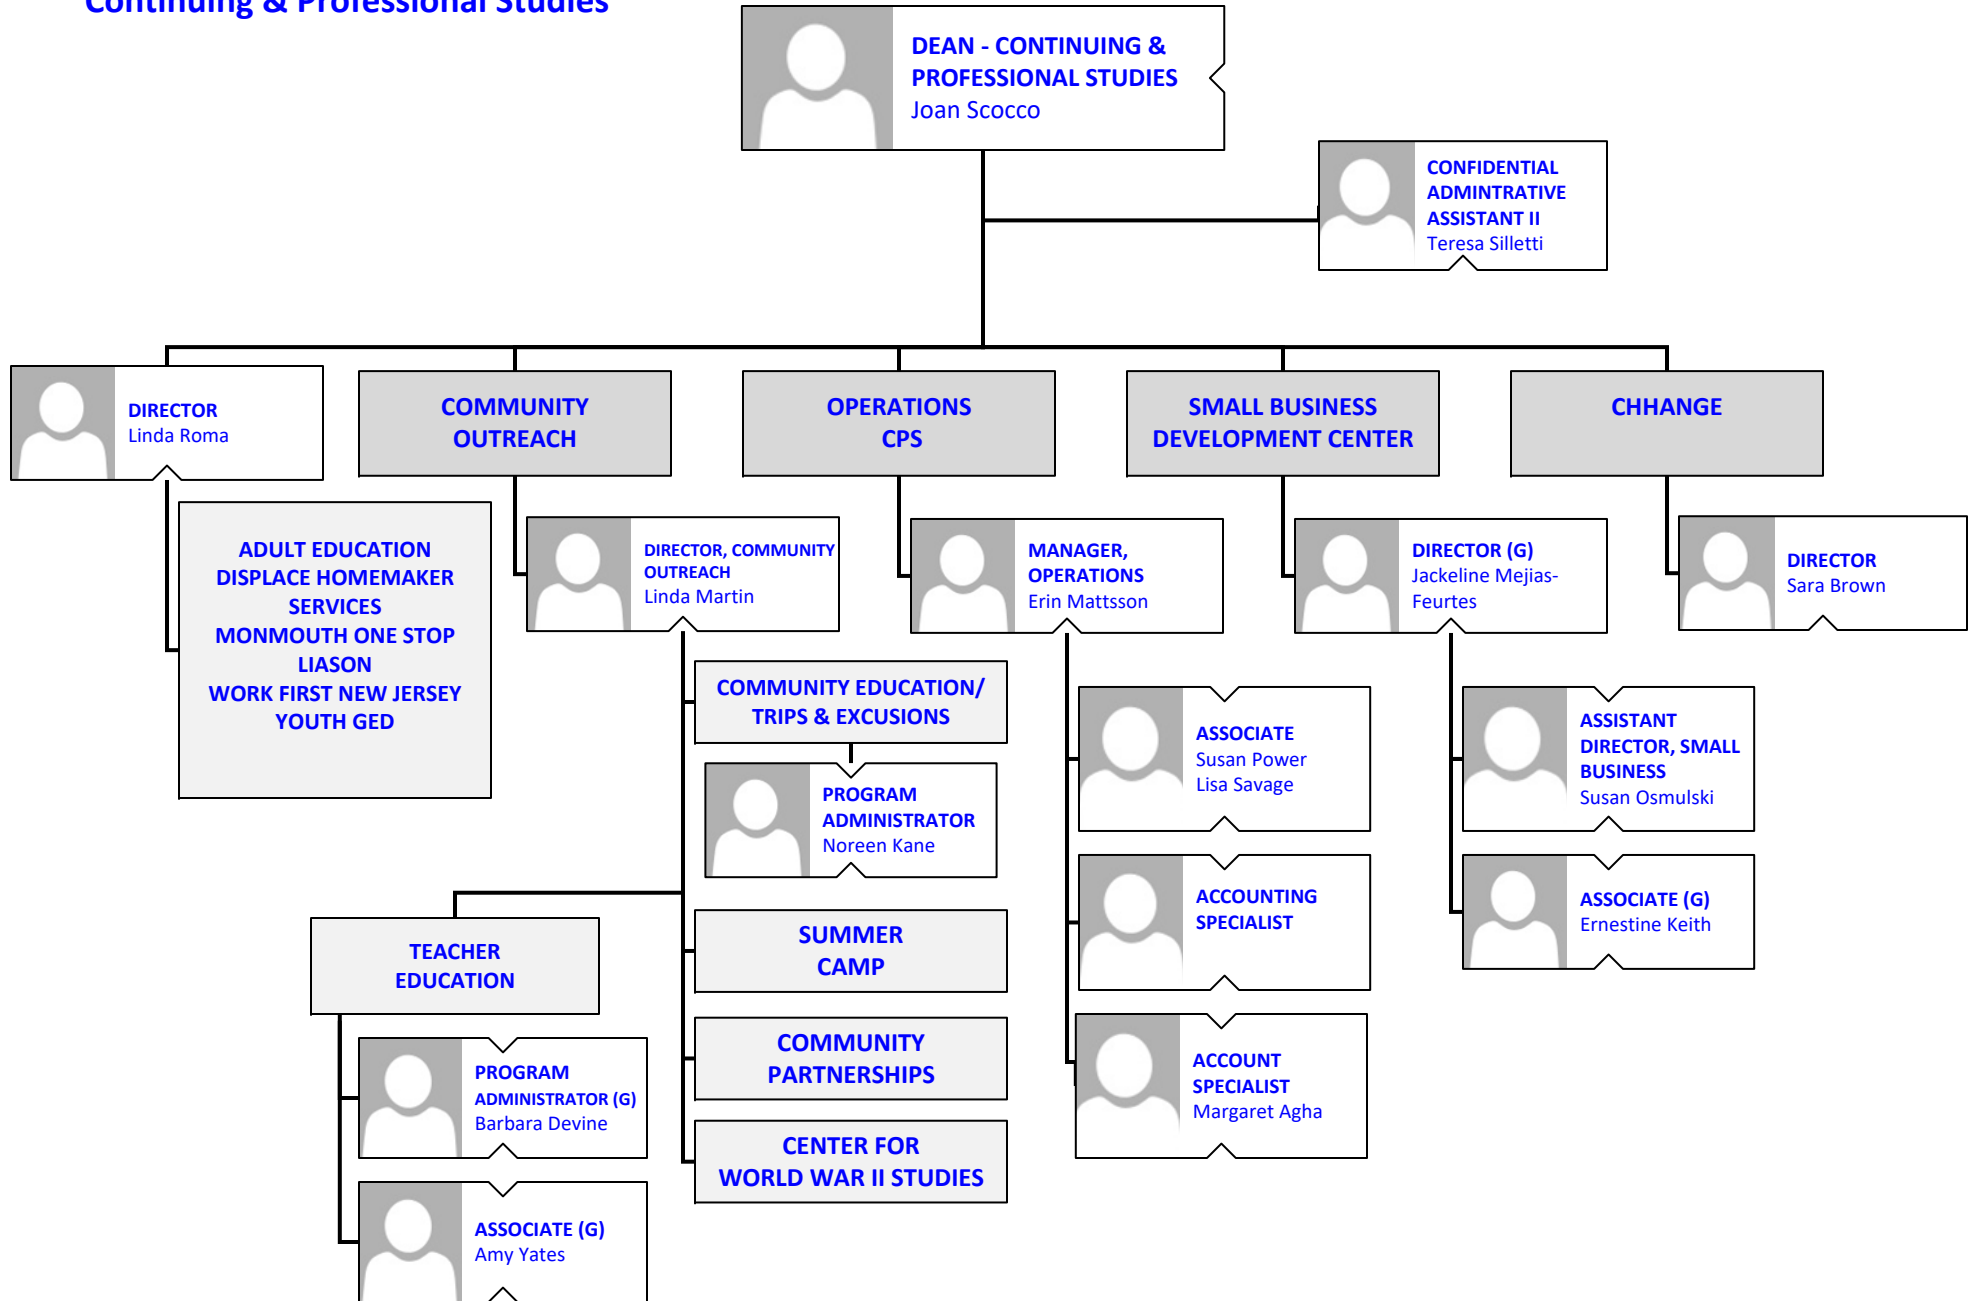 Continuing & Professional Studies
DEAN - CONTINUING &
PROFESSIONAL STUDIES
Joan Scocco
CONFIDENTIAL
ADMINTRATIVE
ASSISTANT II
Teresa Silletti
DIRECTOR
Linda Roma
COMMUNITY
OUTREACH
OPERATIONS
CPS
SMALL BUSINESS
DEVELOPMENT CENTER
CHHANGE
ADULT EDUCATION
DISPLACE HOMEMAKER
SERVICES
MONMOUTH ONE STOP
LIASON
WORK FIRST NEW JERSEY
YOUTH GED
DIRECTOR, COMMUNITY
OUTREACH
Linda Martin
MANAGER,
OPERATIONS
Erin Mattsson
DIRECTOR (G)
Jackeline Mejias-
Feurtes
DIRECTOR
Sara Brown
COMMUNITY EDUCATION/
TRIPS & EXCUSIONS
PROGRAM
ADMINISTRATOR
Noreen Kane
ASSOCIATE
Susan Power
Lisa Savage
ASSISTANT
DIRECTOR, SMALL
BUSINESS
Susan Osmulski
ACCOUNTING
SPECIALIST
ASSOCIATE (G)
Ernestine Keith
TEACHER
EDUCATION
SUMMER
CAMP
COMMUNITY
PARTNERSHIPS
ACCOUNT
SPECIALIST
Margaret Agha
PROGRAM
ADMINISTRATOR (G)
Barbara Devine
CENTER FOR
WORLD WAR II STUDIES
ASSOCIATE (G)
Amy Yates